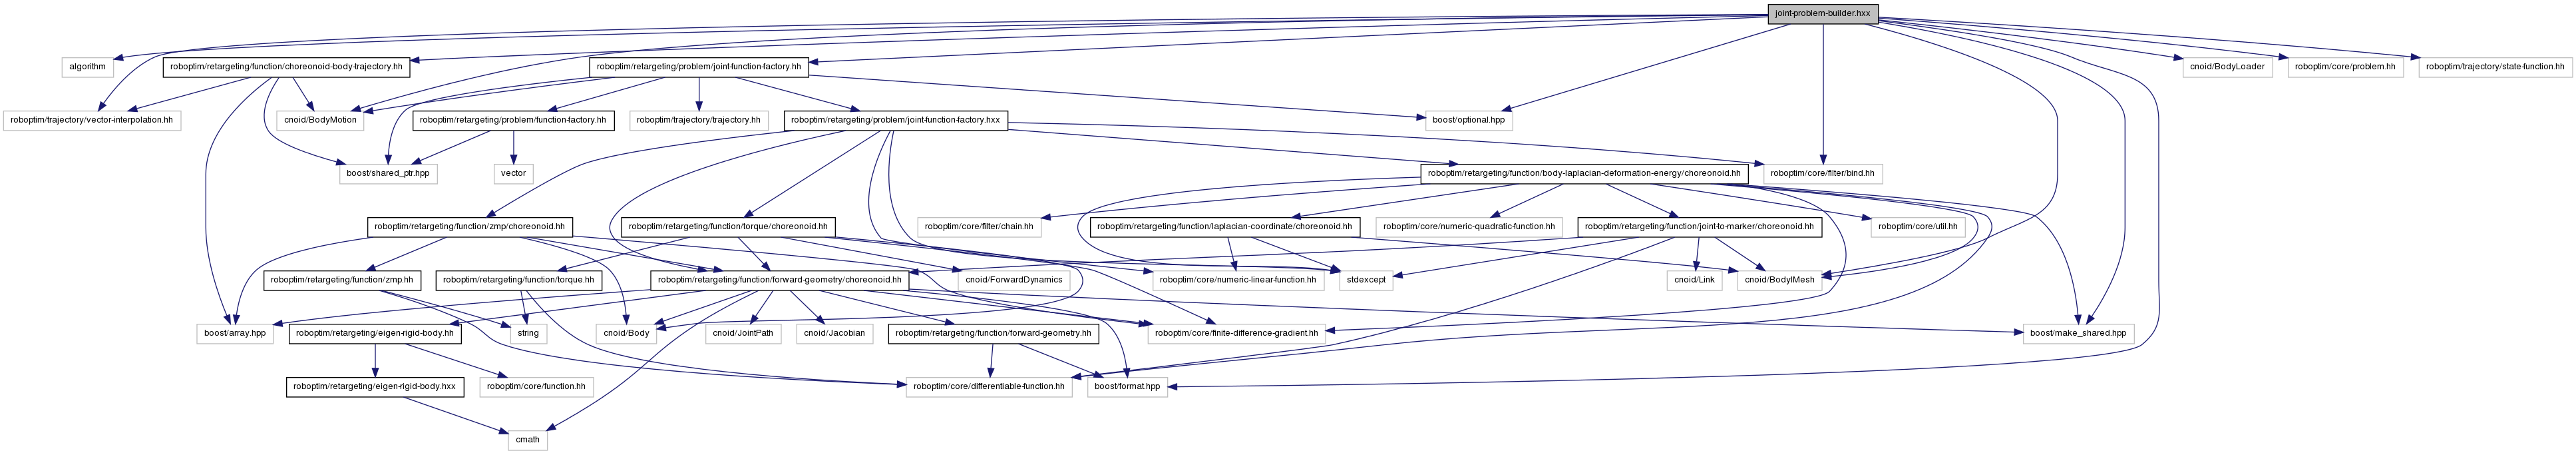 joint-problem-builder.hxx
algorithm
roboptim/retargeting/function/choreonoid-body-trajectory.hh
roboptim/retargeting/problem/joint-function-factory.hh
cnoid/BodyLoader
roboptim/core/problem.hh
roboptim/trajectory/state-function.hh
roboptim/trajectory/vector-interpolation.hh
cnoid/BodyMotion
roboptim/retargeting/problem/function-factory.hh
roboptim/trajectory/trajectory.hh
roboptim/retargeting/problem/joint-function-factory.hxx
boost/optional.hpp
boost/shared_ptr.hpp
vector
roboptim/retargeting/function/body-laplacian-deformation-energy/choreonoid.hh
roboptim/core/filter/bind.hh
roboptim/retargeting/function/zmp/choreonoid.hh
roboptim/retargeting/function/torque/choreonoid.hh
roboptim/core/filter/chain.hh
roboptim/retargeting/function/laplacian-coordinate/choreonoid.hh
roboptim/core/numeric-quadratic-function.hh
roboptim/retargeting/function/joint-to-marker/choreonoid.hh
roboptim/core/util.hh
roboptim/retargeting/function/zmp.hh
roboptim/retargeting/function/torque.hh
roboptim/retargeting/function/forward-geometry/choreonoid.hh
cnoid/ForwardDynamics
roboptim/core/numeric-linear-function.hh
stdexcept
cnoid/Link
cnoid/BodyIMesh
boost/array.hpp
roboptim/retargeting/eigen-rigid-body.hh
string
cnoid/Body
cnoid/JointPath
cnoid/Jacobian
roboptim/retargeting/function/forward-geometry.hh
roboptim/core/finite-difference-gradient.hh
boost/make_shared.hpp
roboptim/retargeting/eigen-rigid-body.hxx
roboptim/core/function.hh
roboptim/core/differentiable-function.hh
boost/format.hpp
cmath